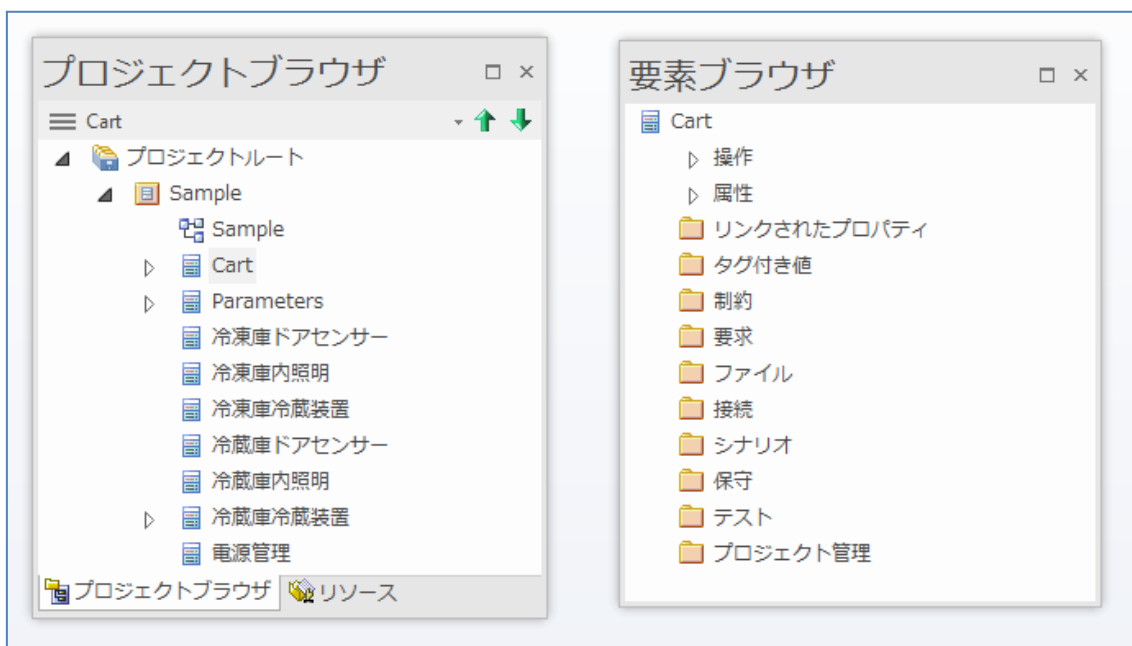 プロジェクトブラウザ
Cart
プロジェクトルート
Sample
Sample
Cart
Parameters
冷凍庫ドアセンサー
冷凍庫内照明
冷凍庫冷蔵装置
冷蔵庫ドアセンサー
冷蔵庫内照明
冷蔵庫冷蔵装置
電源管理
プロジェクトブラウザ
リソース
要素ブラウザ
Cart
操作
属性
リンクされたプロパティ
タグ付き値
制約
要求
ファイル
接続
シナリオ
保守
テスト
プロジェクト管理